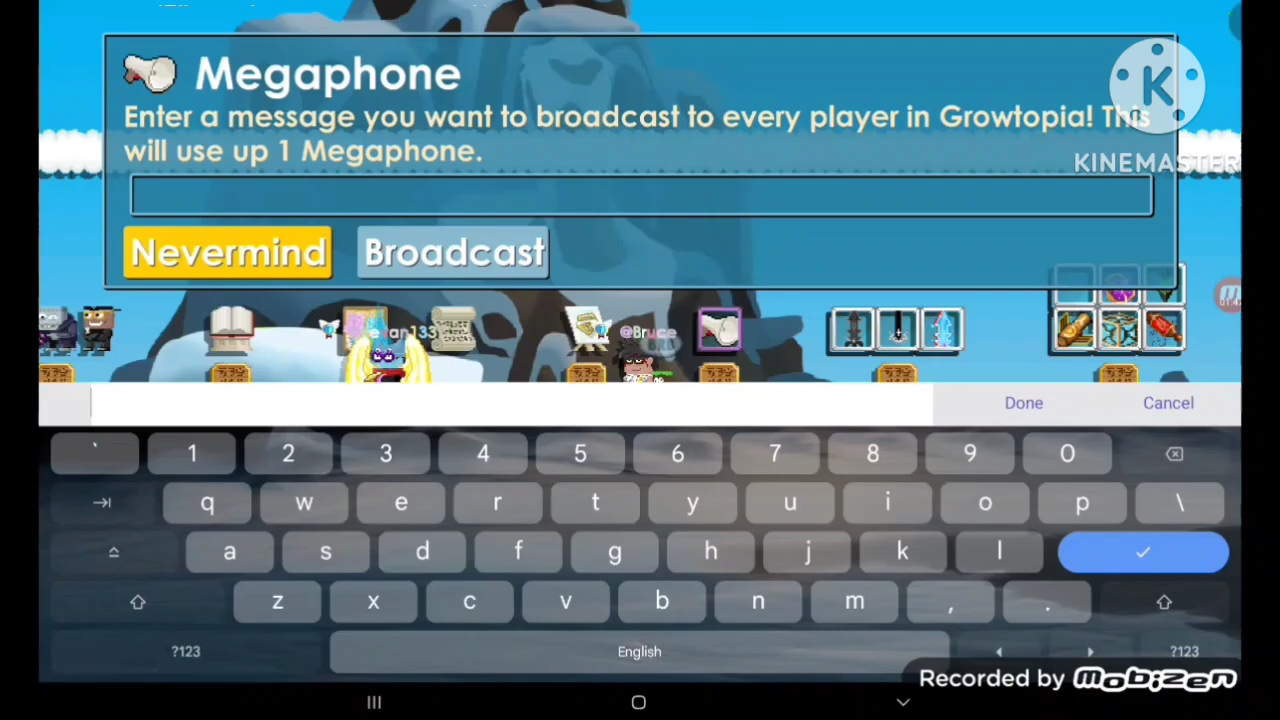 Megaphone
Enter a message you want to broadcast to every player in Growtopia! This
will use up 1 Megaphone.
K
KINEMASTER
Nevermind
Broadcast
@Bruce
Done
Cancel
` 1 2 3 4 5 6 7 8 9 0
q w e r t y u i o p \
a s d f g h j k l
z x c v b n m , .
?123
English
?123
Recorded by mobizen